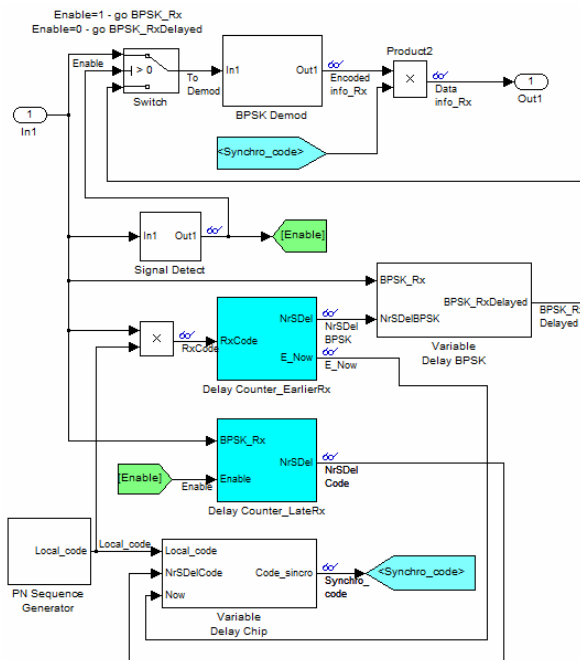 Enable=1 - go BPSK_Rx
Enable=0 - go BPSK_RxDelayed
Enable
> 0
Switch
To
Demod
In1
Out1
BPSK Demod
Encoded
info_Rx
Product2
×
Data
info_Rx
1
Out1
1
In1
<Synchro_code>
In1
Out1
Signal Detect
[Enable]
BPSK_Rx
NrSDelBPSK
BPSK_RxDelayed
Variable
Delay BPSK
BPSK_Rx
Delayed
×
RxCode
RxCode
NrSDel
E_Now
Delay Counter_EarlierRx
NrSDel
BPSK
E_Now
BPSK_Rx
Enable
NrSDel
Delay Counter_LateRx
[Enable]
Enable
NrSDel
Code
Local_code
PN Sequence
Generator
Local_code
Local_code
NrSDelCode
Now
Code_sincro
Variable
Delay Chip
Synchro_
code
<Synchro_code>